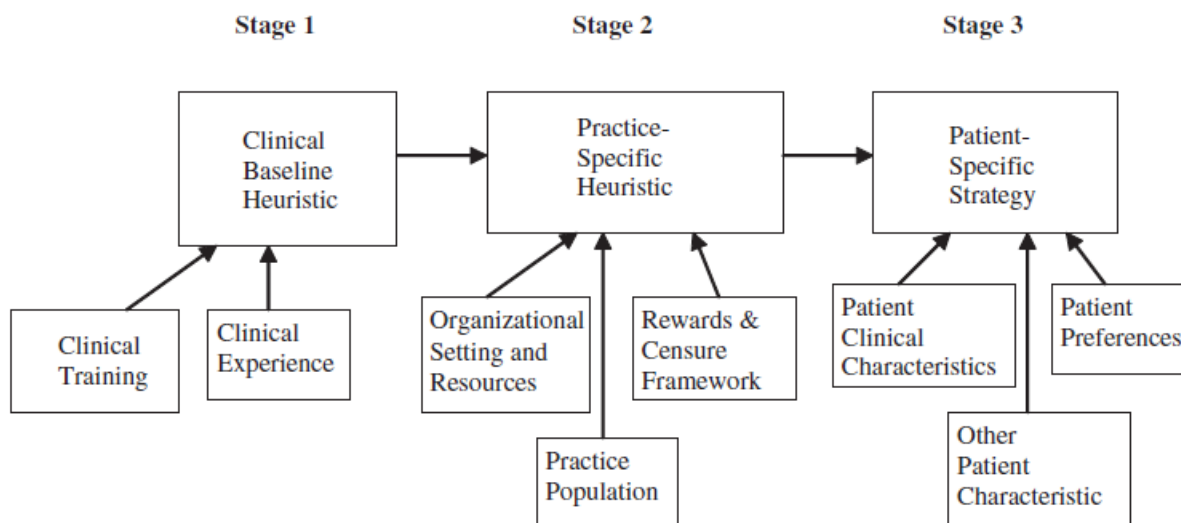 Stage 1
Stage 2
Stage 3
Clinical
Baseline
Heuristic
Practice-
Specific
Heuristic
Patient-
Specific
Strategy
Clinical
Training
Clinical
Experience
Organizational
Setting and
Resources
Rewards &
Censure
Framework
Practice
Population
Patient
Clinical
Characteristics
Patient
Preferences
Other
Patient
Characteristic